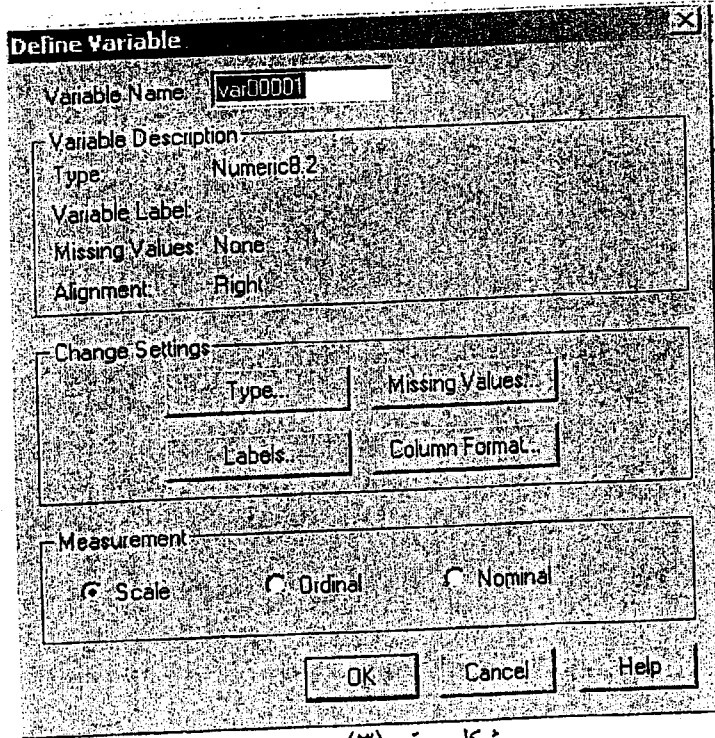 Define Variable
Variable Name: var00001
Variable Description
Type: Numeric8.2
Variable Label:
Missing Values: None
Alignment: Right
Change Settings
Type... Missing Values...
Labels... Column Format...
Measurement
Scale Ordinal Nominal
OK Cancel Help
(٣)